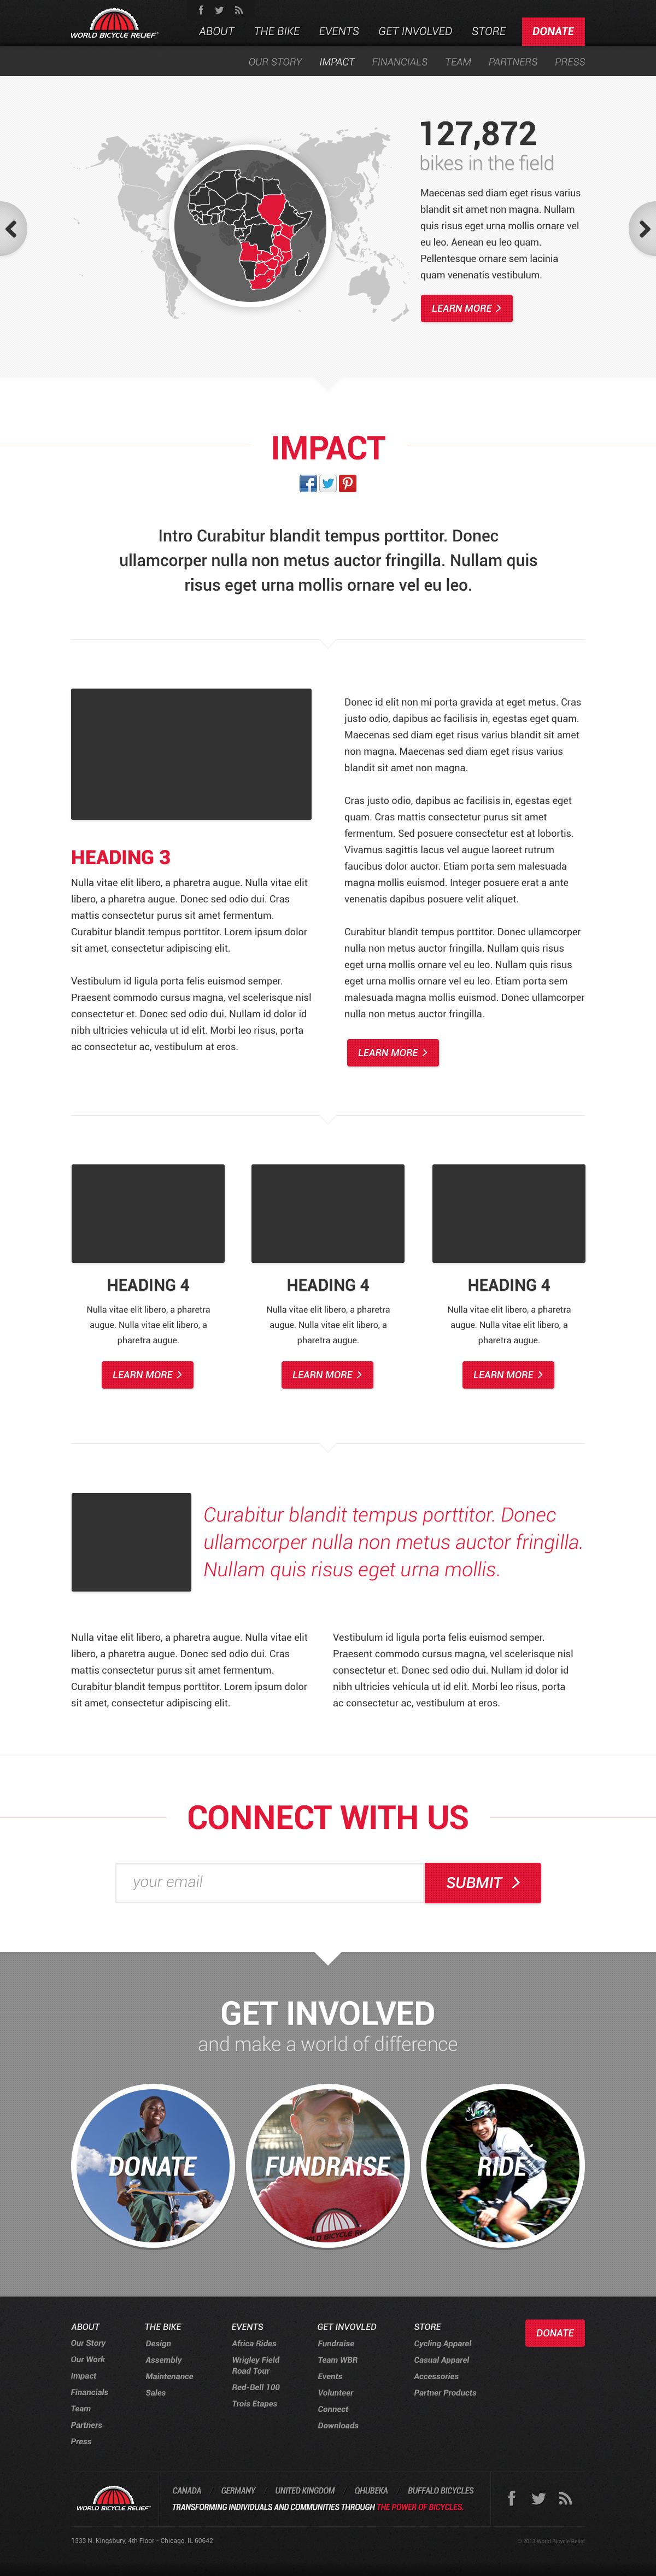 WORLD BICYCLE RELIEF
ABOUT THE BIKE EVENTS GET INVOLVED STORE DONATE
OUR STORY IMPACT FINANCIALS TEAM PARTNERS PRESS
127,872
bikes in the field
Maecenas sed diam eget risus varius
blandit sit amet non magna. Nullam
quis risus eget urna mollis ornare vel
eu leo. Aenean eu leo quam.
Pellentesque ornare sem lacinia
quam venenatis vestibulum.
LEARN MORE
IMPACT
Intro Curabitur blandit tempus porttitor. Donec
ullamcorper nulla non metus auctor fringilla. Nullam quis
risus eget urna mollis ornare vel eu leo.
HEADING 3
Nulla vitae elit libero, a pharetra augue. Nulla vitae elit
libero, a pharetra augue. Donec sed odio dui. Cras
mattis consectetur purus sit amet fermentum.
Curabitur blandit tempus porttitor. Lorem ipsum dolor
sit amet, consectetur adipiscing elit.
Vestibulum id ligula porta felis euismod semper.
Praesent commodo cursus magna, vel scelerisque nisl
consectetur et. Donec sed odio dui. Nullam id dolor id
nibh ultricies vehicula ut id elit. Morbi leo risus, porta
ac consectetur ac, vestibulum at eros.
Donec id elit non mi porta gravida at eget metus. Cras
justo odio, dapibus ac facilisis in, egestas eget quam.
Maecenas sed diam eget risus varius blandit sit amet
non magna. Maecenas sed diam eget risus varius
blandit sit amet non magna.
Cras justo odio, dapibus ac facilisis in, egestas eget
quam. Cras mattis consectetur purus sit amet
fermentum. Sed posuere consectetur est at lobortis.
Vivamus sagittis lacus vel augue laoreet rutrum
faucibus dolor auctor. Etiam porta sem malesuada
magna mollis euismod. Integer posuere erat a ante
venenatis dapibus posuere velit aliquet.
Curabitur blandit tempus porttitor. Donec ullamcorper
nulla non metus auctor fringilla. Nullam quis risus
eget urna mollis ornare vel eu leo. Nullam quis risus
eget urna mollis ornare vel eu leo. Etiam porta sem
malesuada magna mollis euismod. Donec ullamcorper
nulla non metus auctor fringilla.
LEARN MORE
HEADING 4
Nulla vitae elit libero, a pharetra
augue. Nulla vitae elit libero, a
pharetra augue.
LEARN MORE
HEADING 4
Nulla vitae elit libero, a pharetra
augue. Nulla vitae elit libero, a
pharetra augue.
LEARN MORE
HEADING 4
Nulla vitae elit libero, a pharetra
augue. Nulla vitae elit libero, a
pharetra augue.
LEARN MORE
Curabitur blandit tempus porttitor. Donec
ullamcorper nulla non metus auctor fringilla.
Nullam quis risus eget urna mollis.
Nulla vitae elit libero, a pharetra augue. Nulla vitae elit
libero, a pharetra augue. Donec sed odio dui. Cras
mattis consectetur purus sit amet fermentum.
Curabitur blandit tempus porttitor. Lorem ipsum dolor
sit amet, consectetur adipiscing elit.
Vestibulum id ligula porta felis euismod semper.
Praesent commodo cursus magna, vel scelerisque nisl
consectetur et. Donec sed odio dui. Nullam id dolor id
nibh ultricies vehicula ut id elit. Morbi leo risus, porta
ac consectetur ac, vestibulum at eros.
CONNECT WITH US
your email
SUBMIT
GET INVOLVED
and make a world of difference
DONATE
FUNDRAISE
RIDE
ABOUT
Our Story
Our Work
Impact
Financials
Team
Partners
Press
THE BIKE
Design
Assembly
Maintenance
Sales
EVENTS
Africa Rides
Wrigley Field
Road Tour
Red-Bell 100
Trois Etapes
GET INVOVLED
Fundraise
Team WBR
Events
Volunteer
Connect
Downloads
STORE
Cycling Apparel
Casual Apparel
Accessories
Partner Products
DONATE
WORLD BICYCLE RELIEF
CANADA GERMANY UNITED KINGDOM QHUBEKA BUFFALO BICYCLES
TRANSFORMING INDIVIDUALS AND COMMUNITIES THROUGH THE POWER OF BICYCLES.
1333 N. Kingsbury, 4th Floor - Chicago, IL 60642
© 2013 World Bicycle Relief